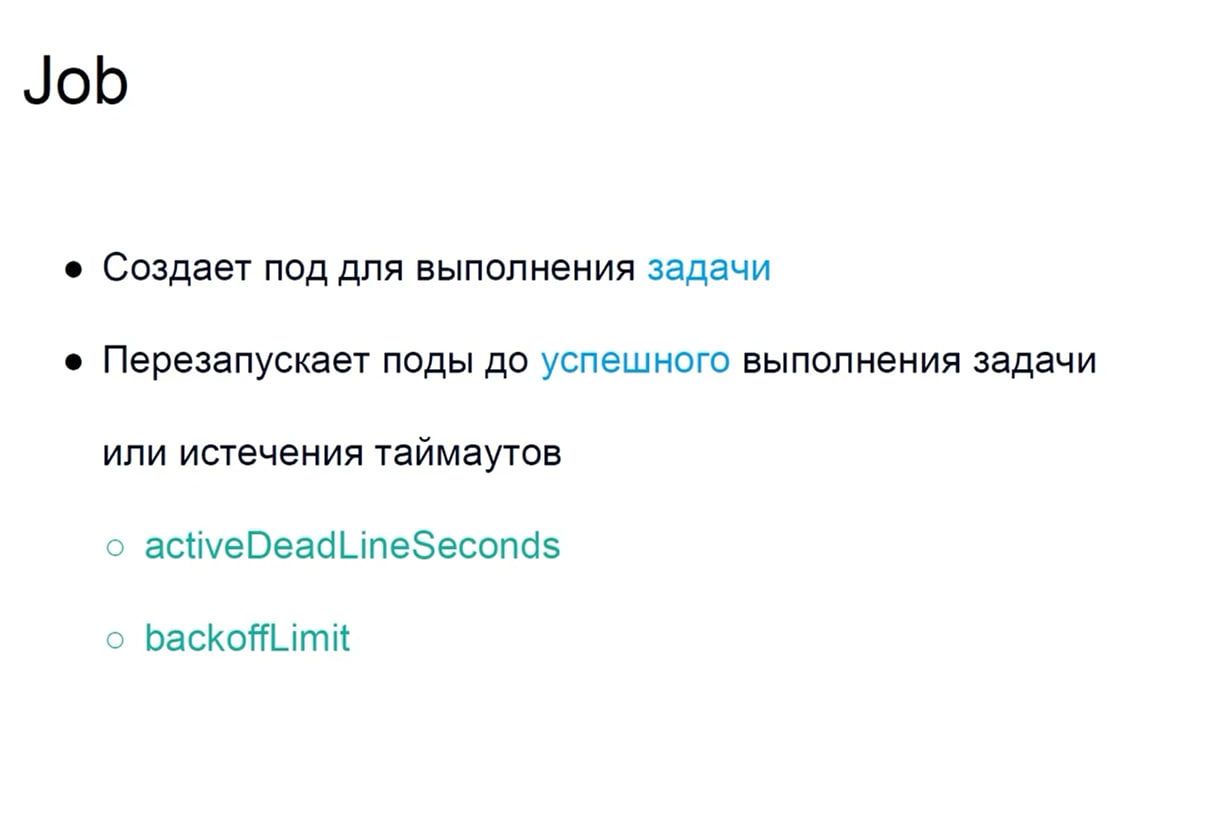 Job
● Создает под для выполнения задачи
● Перезапускает поды до успешного выполнения задачи
или истечения таймаутов
○ activeDeadLineSeconds
○ backoffLimit